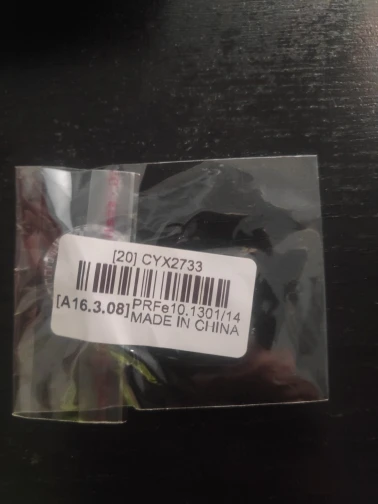 [20] CYX2733
[A16.3.08] PRFe10.1301/14
MADE IN CHINA